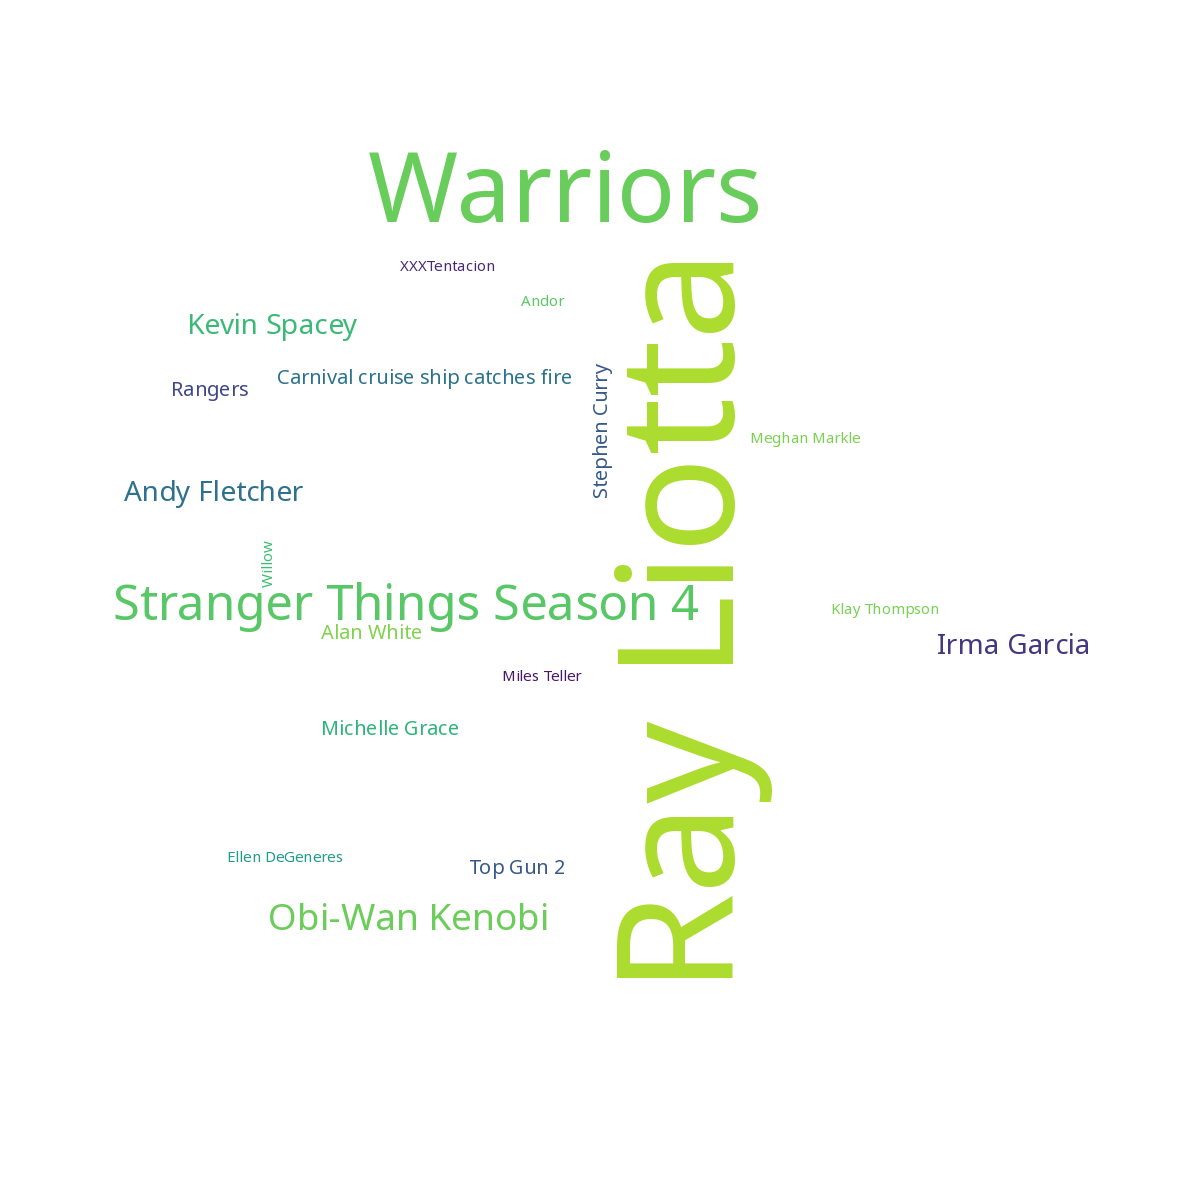 Warriors
XXXTentacion
Andor
Kevin Spacey
Carnival cruise ship catches fire
Rangers
Stephen Curry
Ray Liotta
Meghan Markle
Andy Fletcher
Willow
Stranger Things Season 4
Klay Thompson
Alan White
Irma Garcia
Miles Teller
Michelle Grace
Ellen DeGeneres
Top Gun 2
Obi-Wan Kenobi